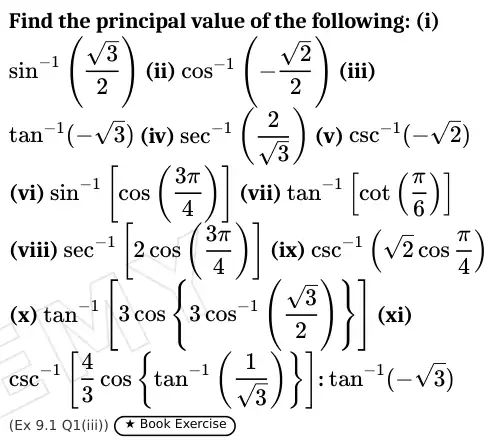 Find the principal value of the following: (i)
sin⁻¹ (√3/2) (ii) cos⁻¹ (−√2/2) (iii)
tan⁻¹(−√3) (iv) sec⁻¹ (2/√3) (v) csc⁻¹(−√2)
(vi) sin⁻¹ [cos (3π/4)] (vii) tan⁻¹ [cot (π/6)]
(viii) sec⁻¹ [2 cos (3π/4)] (ix) csc⁻¹ (√2 cos π/4)
(x) tan⁻¹ [3 cos {3 cos⁻¹ (√3/2)}] (xi)
csc⁻¹ [4/3 cos {tan⁻¹ (1/√3)}]: tan⁻¹(−√3)
(Ex 9.1 Q1(iii)) ★ Book Exercise
EMY